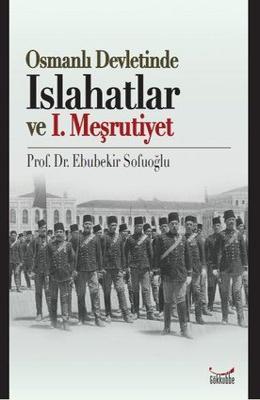 Osmanlı Devletinde
Islahatlar
ve I. Meşrutiyet
Prof. Dr. Ebubekir Sofuoğlu
Gökkubbe